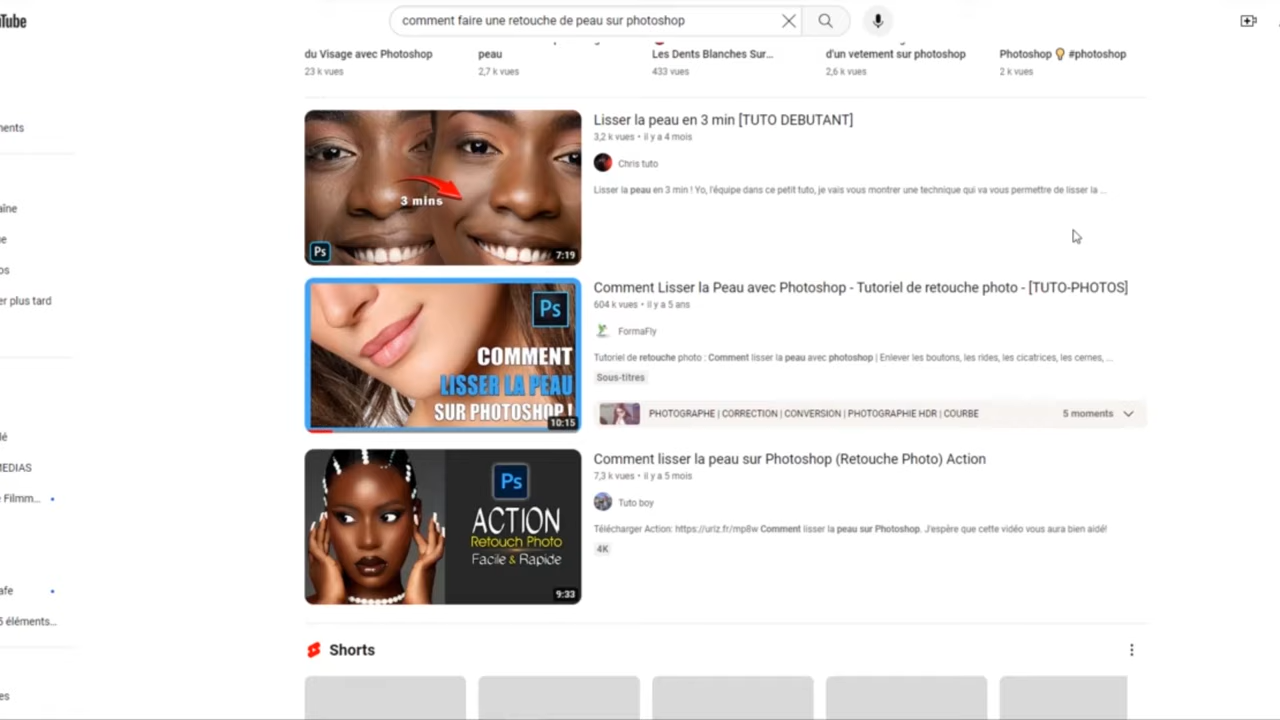 uTube
comment faire une retouche de peau sur photoshop
du Visage avec Photoshop
23 k vues
peau
2,7 k vues
Les Dents Blanches Sur...
433 vues
d'un vetement sur photoshop
2,6 k vues
Photoshop 💡 #photoshop
2 k vues
ments
aîne
ue
os
er plus tard
lé
MEDIAS
e Filmm...
afe
5 éléments...
es
3 mins
Ps
7:19
Lisser la peau en 3 min [TUTO DEBUTANT]
3,2 k vues • il y a 4 mois
Chris tuto
Lisser la peau en 3 min ! Yo, l'équipe dans ce petit tuto, je vais vous montrer une technique qui va vous permettre de lisser la ...
Ps
COMMENT
LISSER LA PEAU
SUR PHOTOSHOP !
10:15
Comment Lisser la Peau avec Photoshop - Tutoriel de retouche photo - [TUTO-PHOTOS]
604 k vues • il y a 5 ans
FormaFly
Tutoriel de retouche photo : Comment lisser la peau avec photoshop | Enlever les boutons, les rides, les cicatrices, les cernes, ...
Sous-titres
PHOTOGRAPHE | CORRECTION | CONVERSION | PHOTOGRAPHIE HDR | COURBE
5 moments
Ps
ACTION
Retouch Photo
Facile & Rapide
9:33
Comment lisser la peau sur Photoshop (Retouche Photo) Action
7,3 k vues • il y a 5 mois
Tuto boy
Télécharger Action: https://urlz.fr/mp8w Comment lisser la peau sur Photoshop. J'espère que cette vidéo vous aura bien aidé!
4K
Shorts